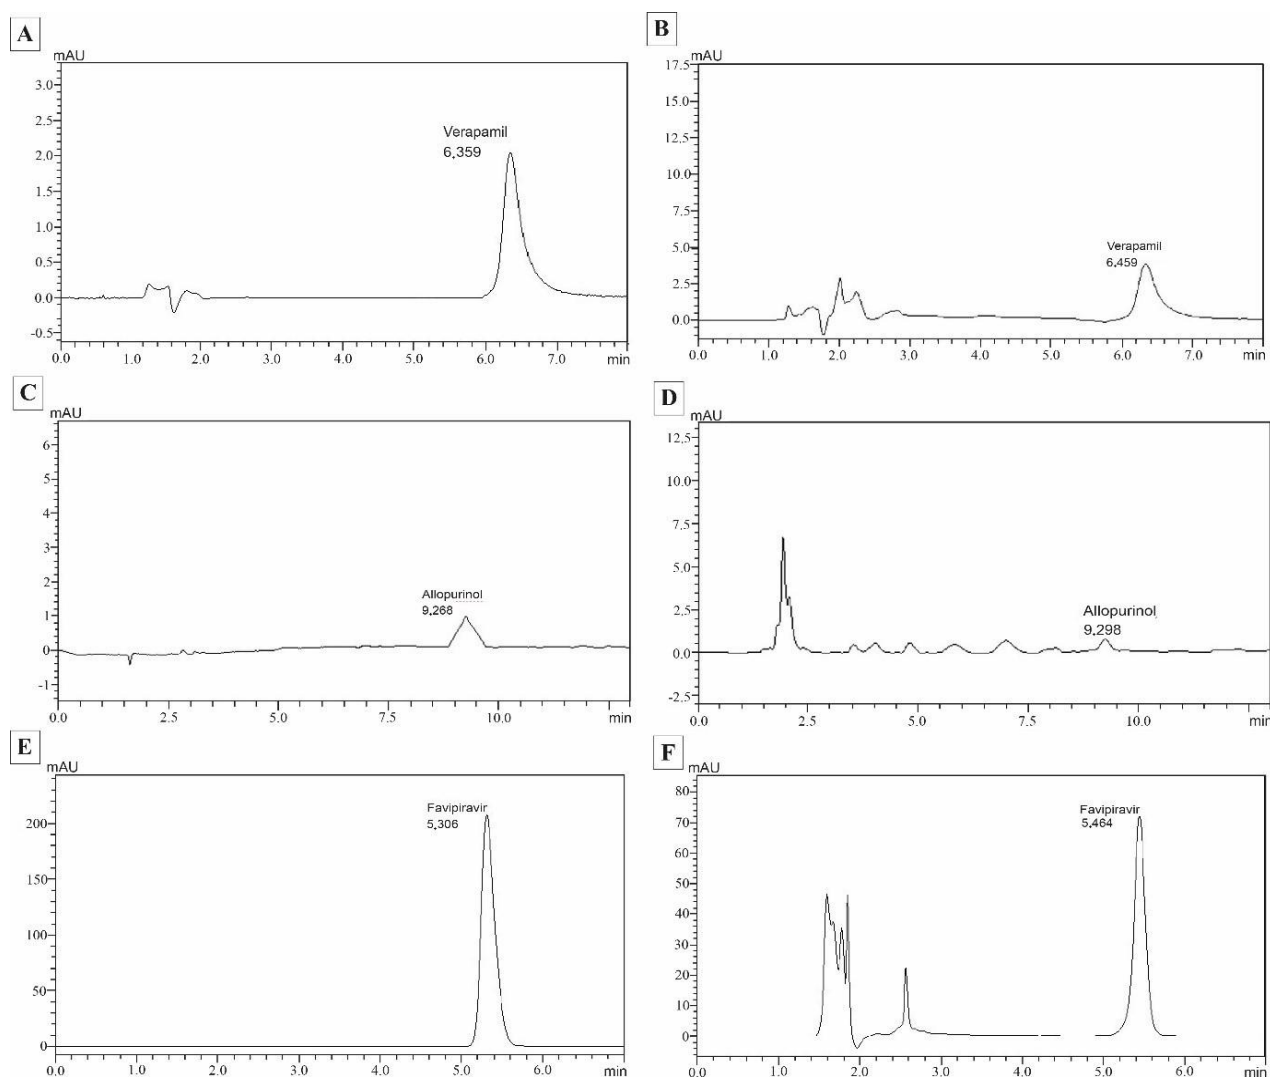 A
mAU
3.0
2.5
2.0
1.5
1.0
0.5
0.0
-0.5
Verapamil
6.359
0.0 1.0 2.0 3.0 4.0 5.0 6.0 7.0 min
B
mAU
17.5
15.0
12.5
10.0
7.5
5.0
2.5
0.0
Verapamil
6.459
0.0 1.0 2.0 3.0 4.0 5.0 6.0 7.0 min
C
mAU
6
5
4
3
2
1
0
-1
Allopurinol
9.268
0.0 2.5 5.0 7.5 10.0 min
D
mAU
12.5
10.0
7.5
5.0
2.5
0.0
-2.5
Allopurinol
9.298
0.0 2.5 5.0 7.5 10.0 min
E
mAU
200
150
100
50
0
Favipiravir
5.306
0.0 1.0 2.0 3.0 4.0 5.0 6.0 min
F
mAU
80
70
60
50
40
30
20
10
0
Favipiravir
5.464
0.0 1.0 2.0 3.0 4.0 5.0 6.0 min